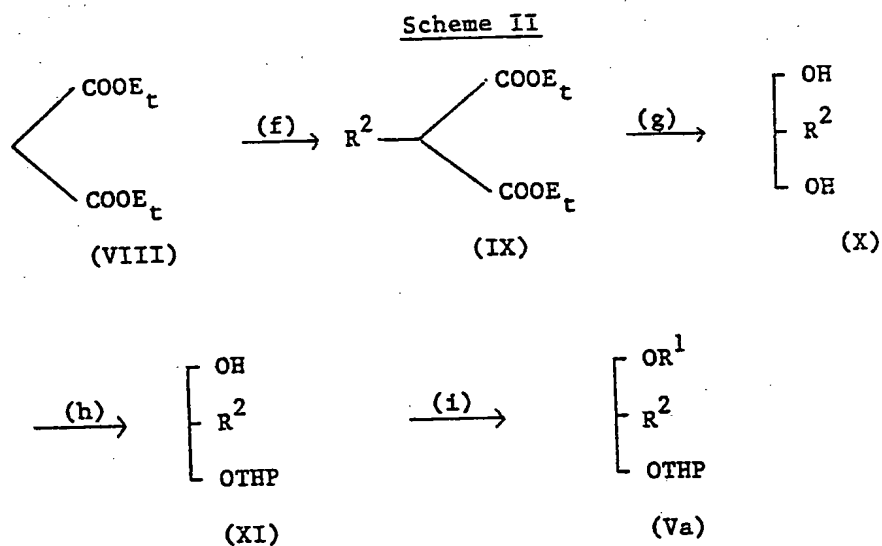 Scheme II
COOEt
COOEt
(VIII)
(f)
R²
COOEt
COOEt
(IX)
(g)
OH
R²
OH
(X)
(h)
OH
R²
OTHP
(XI)
(i)
OR¹
R²
OTHP
(Va)